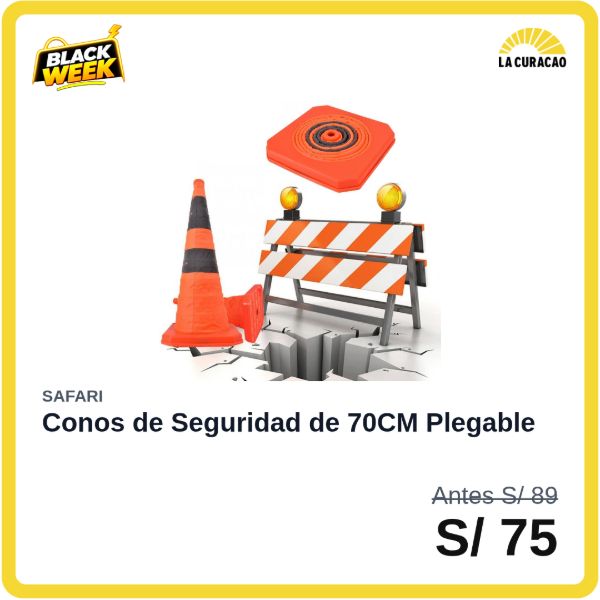 BLACK
WEEK
LA CURACAO
SAFARI
Conos de Seguridad de 70CM Plegable
Antes S/ 89
S/ 75